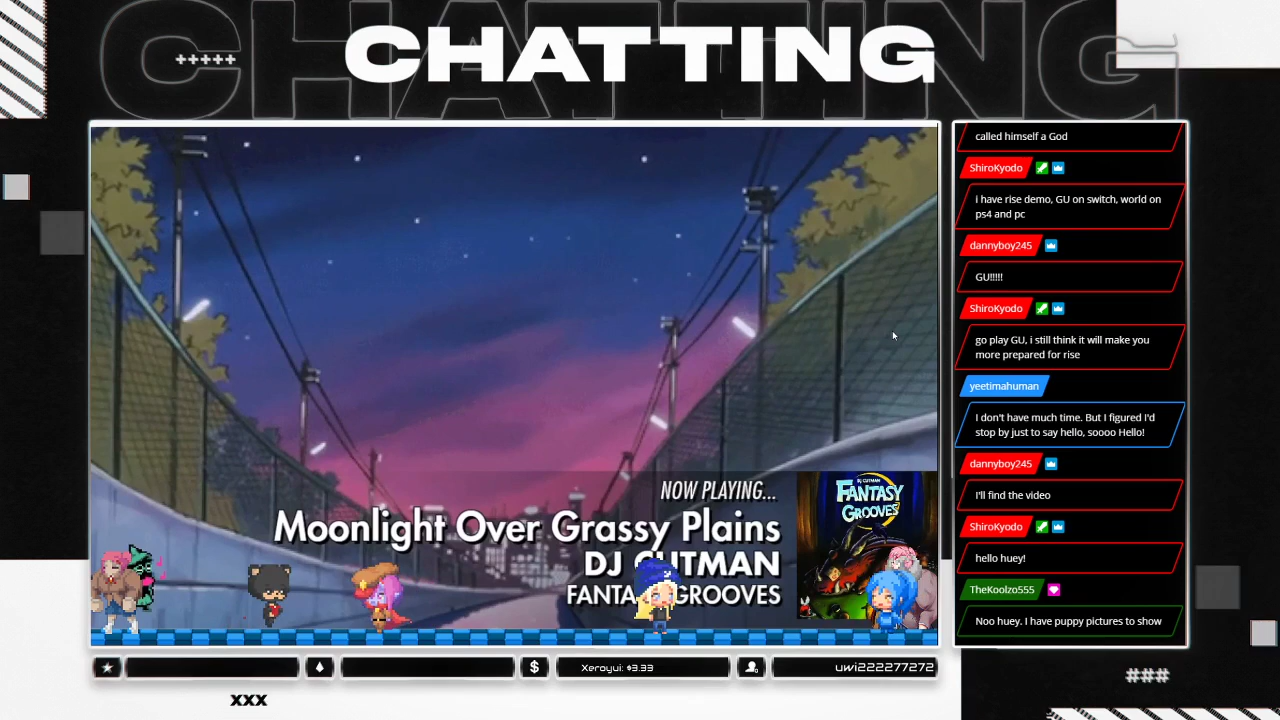 CHATTING
CHATTING
+++++
NOW PLAYING...
Moonlight Over Grassy Plains
DJ CUTMAN
FANTA GROOVES
DJ CUTMAN
FANTASY
GROOVES
called himself a God
ShiroKyodo
i have rise demo, GU on switch, world on
ps4 and pc
dannyboy245
GU!!!!!
ShiroKyodo
go play GU, i still think it will make you
more prepared for rise
yeetimahuman
I don't have much time. But I figured I'd
stop by just to say hello, soooo Hello!
dannyboy245
I'll find the video
ShiroKyodo
hello huey!
TheKoolzo555
Noo huey. I have puppy pictures to show
$
Xeroyui: $3.33
uwi222277272
XXX
###